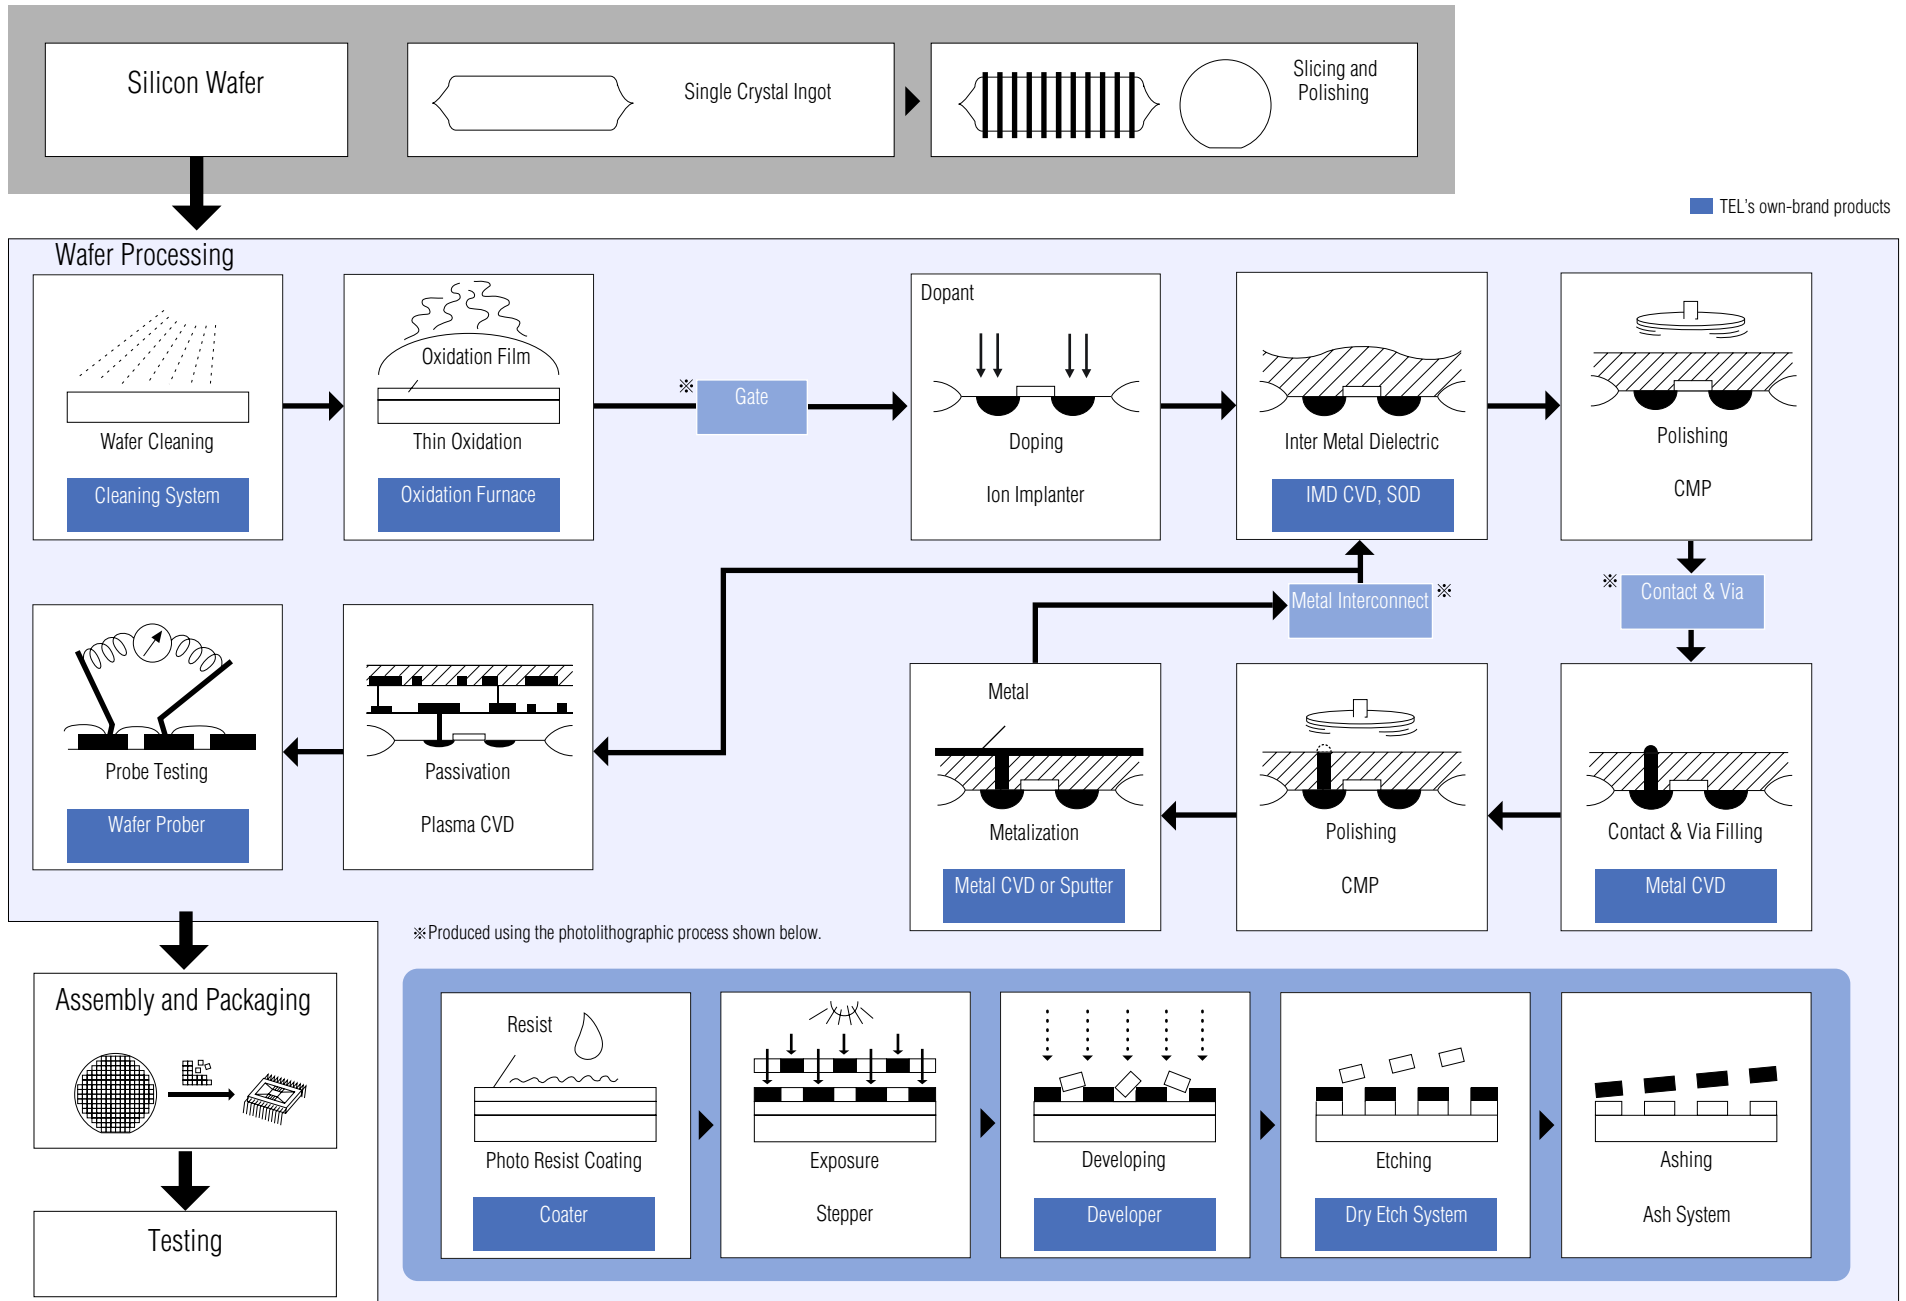 Silicon Wafer
Single Crystal Ingot
Slicing and
Polishing
TEL's own-brand products
Wafer Processing
Oxidation Film
Wafer Cleaning
Cleaning System
Thin Oxidation
Oxidation Furnace
※
Gate
Dopant
Doping
Ion Implanter
Inter Metal Dielectric
IMD CVD, SOD
Polishing
CMP
※
Contact & Via
Metal Interconnect ※
Contact & Via Filling
Metal CVD
Polishing
CMP
Metal
Metalization
Metal CVD or Sputter
Passivation
Plasma CVD
Probe Testing
Wafer Prober
※Produced using the photolithographic process shown below.
Resist
Photo Resist Coating
Coater
Exposure
Stepper
Developing
Developer
Etching
Dry Etch System
Ashing
Ash System
Assembly and Packaging
Testing